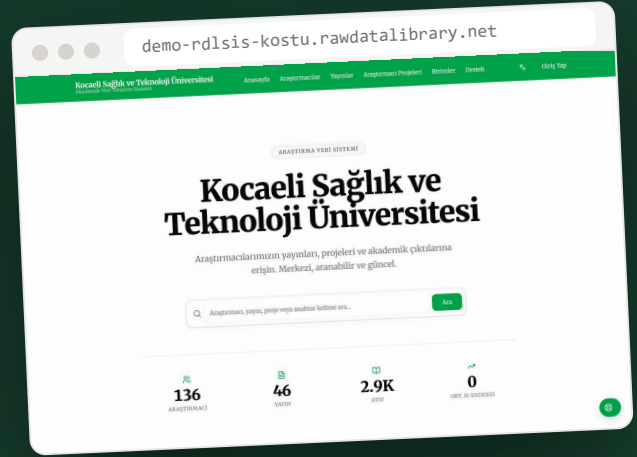 demo-rdlsis-kostu.rawdatalibrary.net
Kocaeli Sağlık ve Teknoloji Üniversitesi
Akademik Veri Yönetim Sistemi
Anasayfa Araştırmacılar Yayınlar Araştırmacı Projeleri Birimler Destek Giriş Yap
ARAŞTIRMA VERİ SİSTEMİ
Kocaeli Sağlık ve
Teknoloji Üniversitesi
Araştırmacılarımızın yayınları, projeleri ve akademik çıktılarına
erişin. Merkezi, aranabilir ve güncel.
Araştırmacı, yayın, proje veya anahtar kelime ara... Ara
136 46 2.9K 0
ARAŞTIRMACI YAYIN ATIF ORT. H-ENDEKSİ